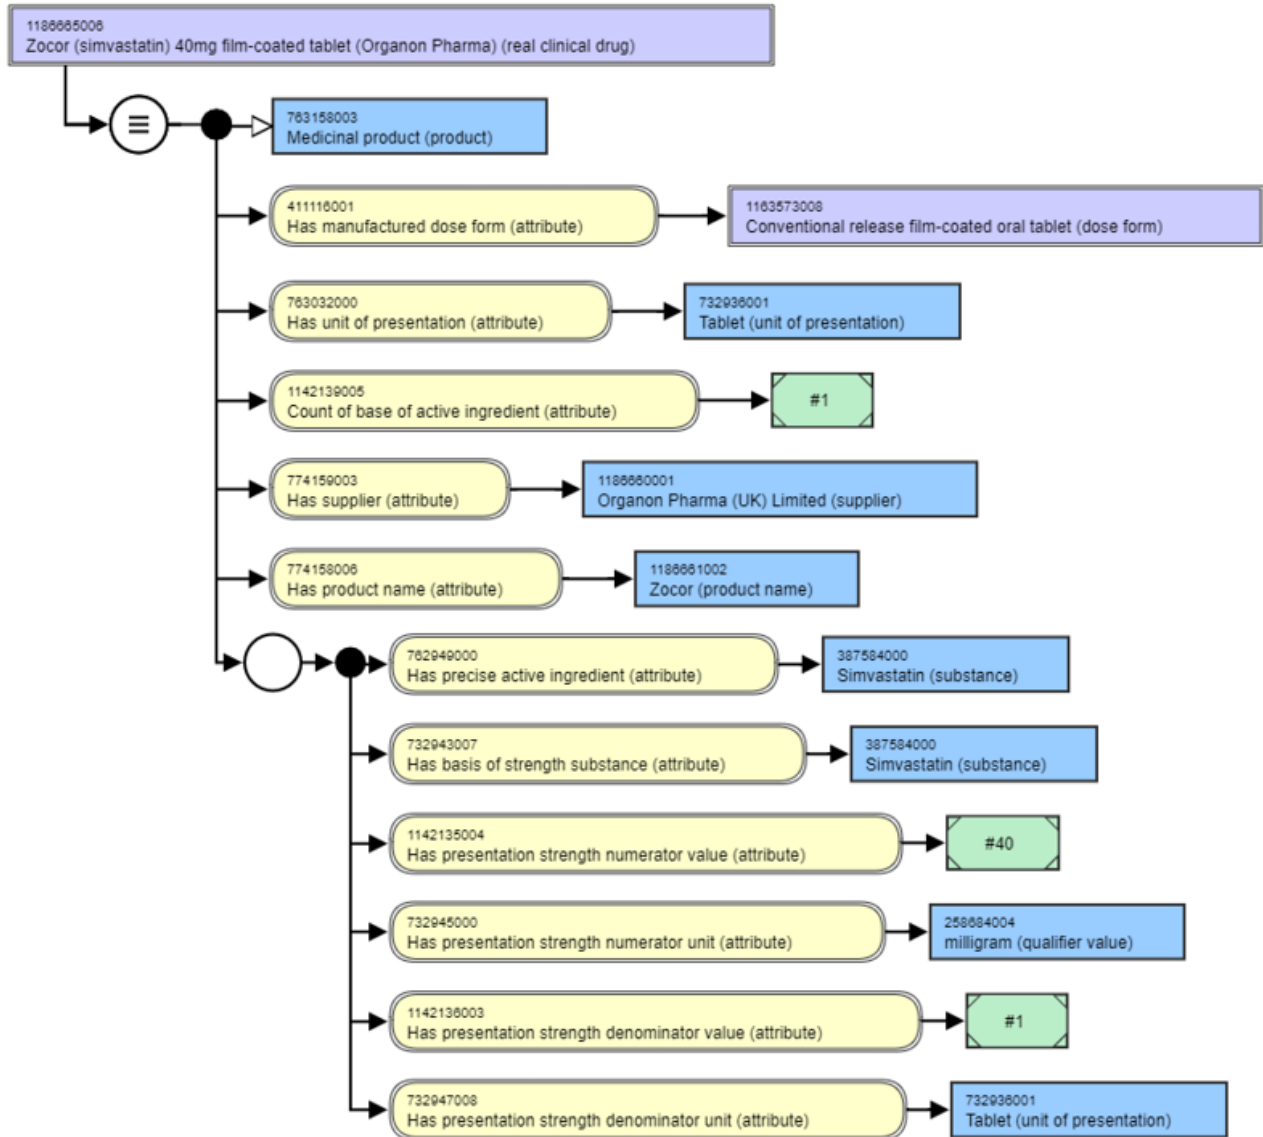 1186665006
Zocor (simvastatin) 40mg film-coated tablet (Organon Pharma) (real clinical drug)
763158003
Medicinal product (product)
411116001
Has manufactured dose form (attribute)
1163573008
Conventional release film-coated oral tablet (dose form)
763032000
Has unit of presentation (attribute)
732936001
Tablet (unit of presentation)
1142139005
Count of base of active ingredient (attribute)
#1
774159003
Has supplier (attribute)
1186660001
Organon Pharma (UK) Limited (supplier)
774158006
Has product name (attribute)
1186661002
Zocor (product name)
762949000
Has precise active ingredient (attribute)
387584000
Simvastatin (substance)
732943007
Has basis of strength substance (attribute)
387584000
Simvastatin (substance)
1142135004
Has presentation strength numerator value (attribute)
#40
732945000
Has presentation strength numerator unit (attribute)
258684004
milligram (qualifier value)
1142136003
Has presentation strength denominator value (attribute)
#1
732947008
Has presentation strength denominator unit (attribute)
732936001
Tablet (unit of presentation)